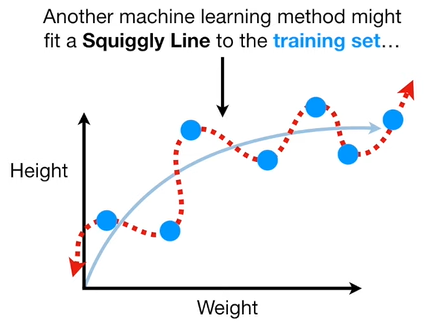 Another machine learning method might
fit a Squiggly Line to the training set…
Height
Weight